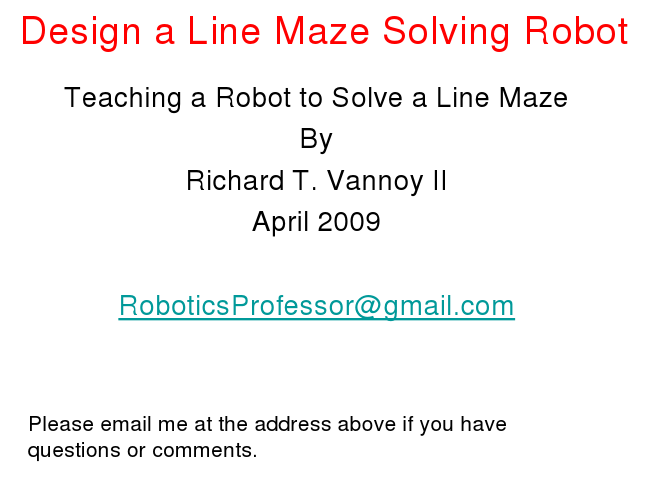 Design a Line Maze Solving Robot
Teaching a Robot to Solve a Line Maze
By
Richard T. Vannoy II
April 2009
RoboticsProfessor@gmail.com
Please email me at the address above if you have
questions or comments.